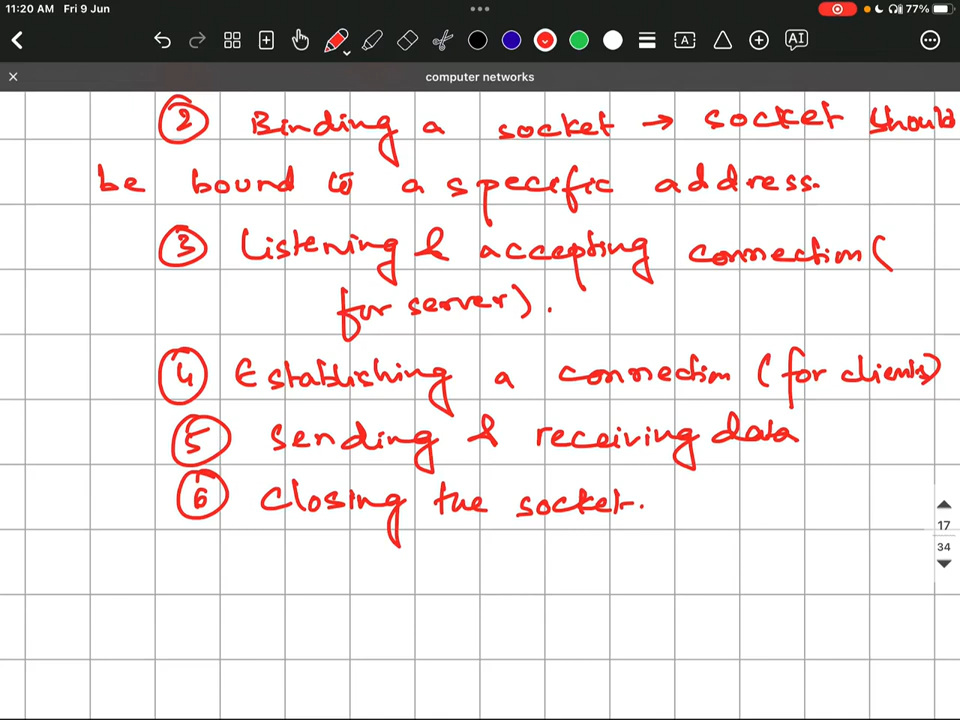 11:20 AM Fri 9 Jun
77%
A
AI
computer networks
② Binding a socket → socket should
be bound to a specific address.
③ Listening & accepting connection (
for server).
④ Establishing a connection (for clients)
⑤ sending & receiving data
⑥ closing the socket.
17
34